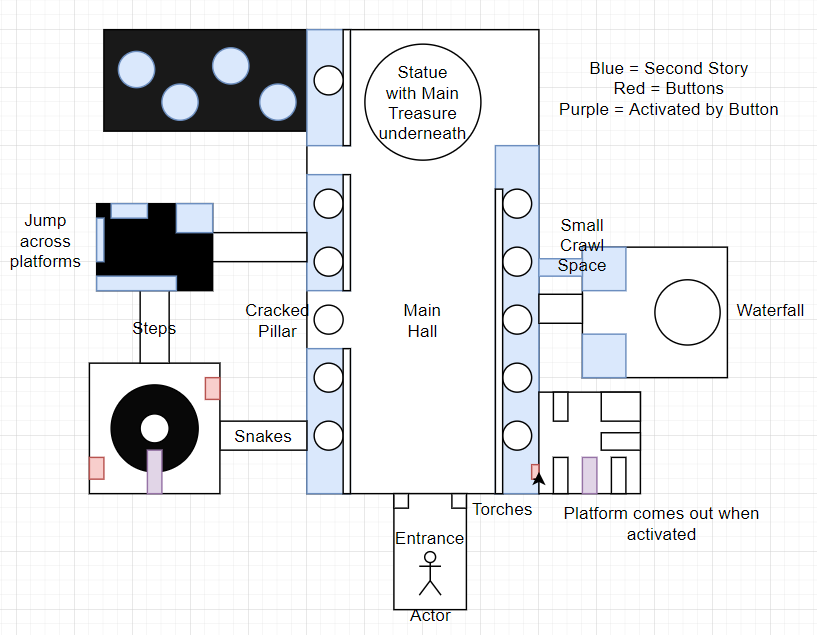 Statue
with Main
Treasure
underneath
Blue = Second Story
Red = Buttons
Purple = Activated by Button
Jump
across
platforms
Small
Crawl
Space
Steps
Cracked
Pillar
Main
Hall
Waterfall
Snakes
Torches
Platform comes out when
activated
Entrance
Actor